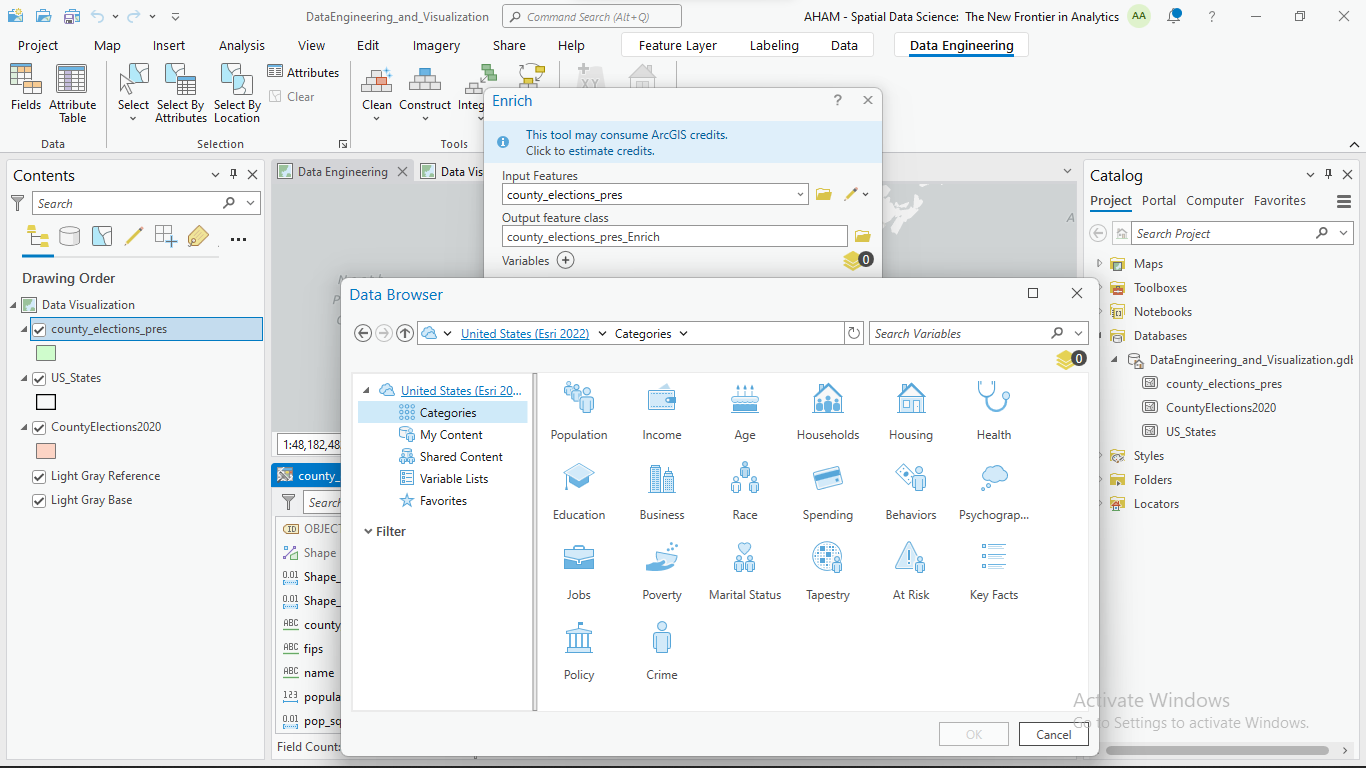 DataEngineering_and_Visualization
Command Search (Alt+Q)
AHAM - Spatial Data Science: The New Frontier in Analytics
AA
?
Project
Map
Insert
Analysis
View
Edit
Imagery
Share
Help
Feature Layer
Labeling
Data
Data Engineering
Fields
Attribute
Table
Data
Select
Select By
Attributes
Select By
Location
Attributes
Clear
Selection
Clean
Construct
Integ
Tools
+XY
Enrich
?
This tool may consume ArcGIS credits.
Click to estimate credits.
Input Features
county_elections_pres
Output feature class
county_elections_pres_Enrich
Variables
0
Contents
Search
Drawing Order
Data Visualization
county_elections_pres
US_States
CountyElections2020
Light Gray Reference
Light Gray Base
Data Engineering
Data Vis
A
1:48,182,48
county_
Search
OBJECT
Shape
Shape_
Shape_
county
fips
name
popula
pop_sq
Field Count:
Data Browser
United States (Esri 2022)
Categories
Search Variables
0
United States (Esri 20...
Categories
My Content
Shared Content
Variable Lists
Favorites
Filter
Population
Income
Age
Households
Housing
Health
Education
Business
Race
Spending
Behaviors
Psychograp...
Jobs
Poverty
Marital Status
Tapestry
At Risk
Key Facts
Policy
Crime
OK
Cancel
Catalog
Project
Portal
Computer
Favorites
Search Project
Maps
Toolboxes
Notebooks
Databases
DataEngineering_and_Visualization.gdb
county_elections_pres
CountyElections2020
US_States
Styles
Folders
Locators
Activate Windows
Go to Settings to activate Windows.